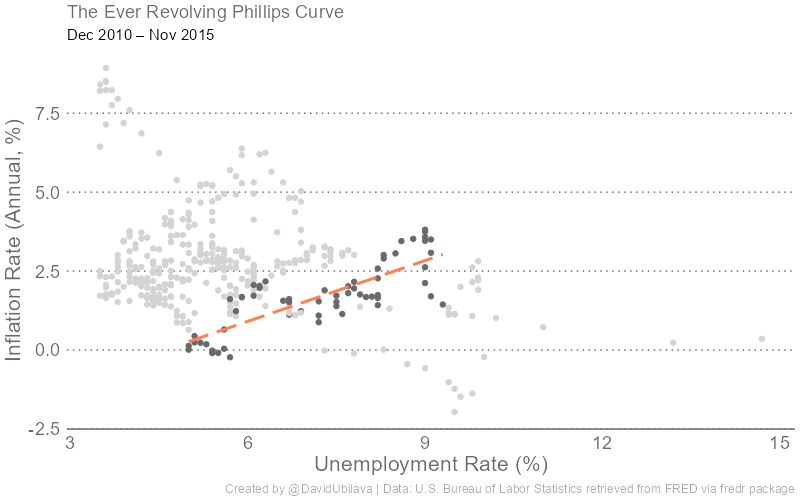 The Ever Revolving Phillips Curve
Dec 2010 – Nov 2015
Inflation Rate (Annual, %)
7.5
5.0
2.5
0.0
-2.5
3
6
9
12
15
Unemployment Rate (%)
Created by @DavidUbilava | Data: U.S. Bureau of Labor Statistics retrieved from FRED via fredr package